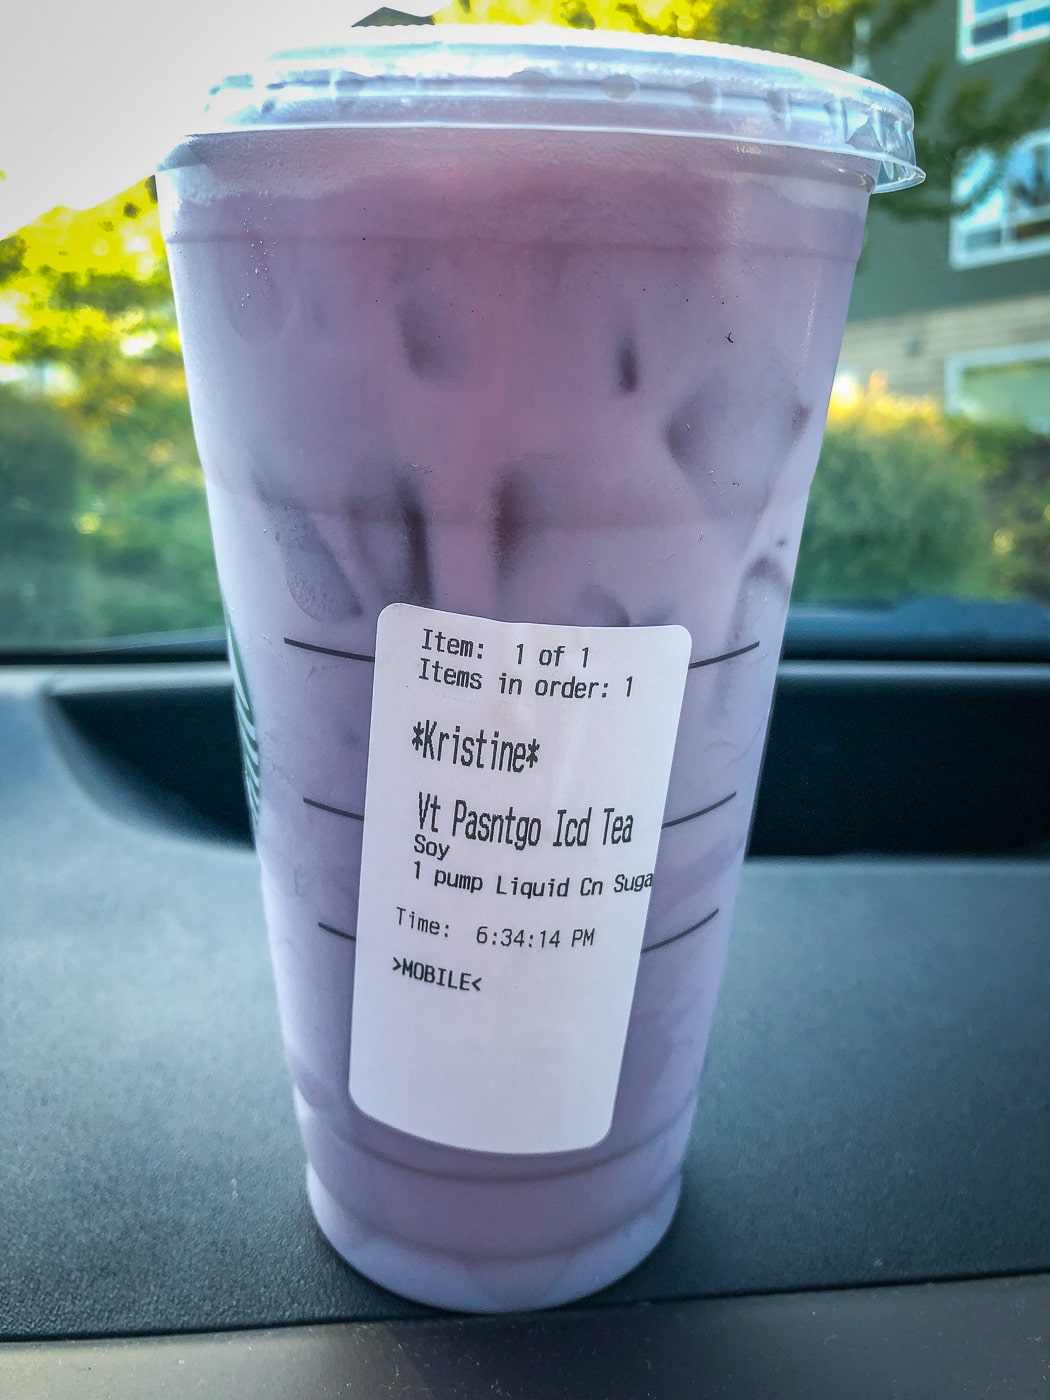 Item: 1 of 1
Items in order: 1
*Kristine*
Vt Pasntgo Icd Tea
Soy
1 pump Liquid Cn Suga
Time: 6:34:14 PM
>MOBILE<